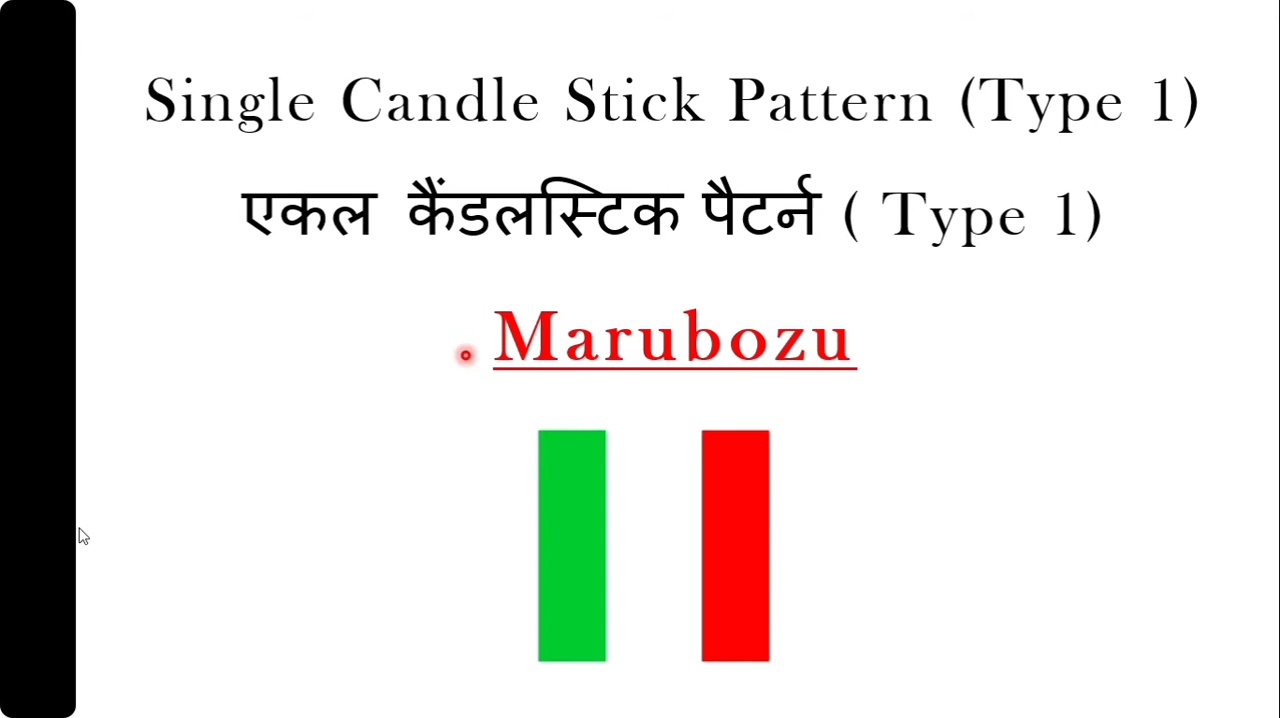 Single Candle Stick Pattern (Type 1)
एकल कैंडलस्टिक पैटर्न ( Type 1)
Marubozu